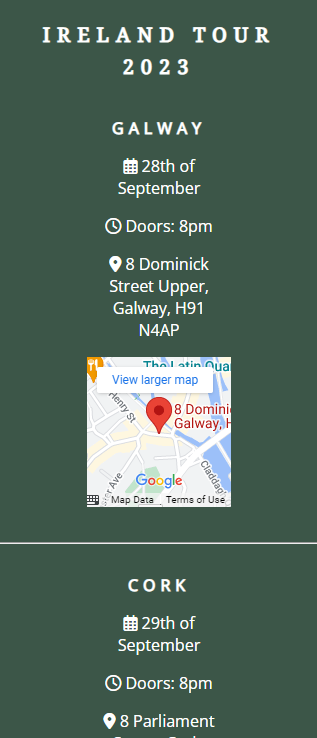 IRELAND TOUR
2023
GALWAY
28th of
September
Doors: 8pm
8 Dominick
Street Upper,
Galway, H91
N4AP
The Latin Quar
View larger map
Henry St
8 Dominic
Galway, H
Claddag
r Ave
Google
Map Data
Terms of Use
CORK
29th of
September
Doors: 8pm
8 Parliament